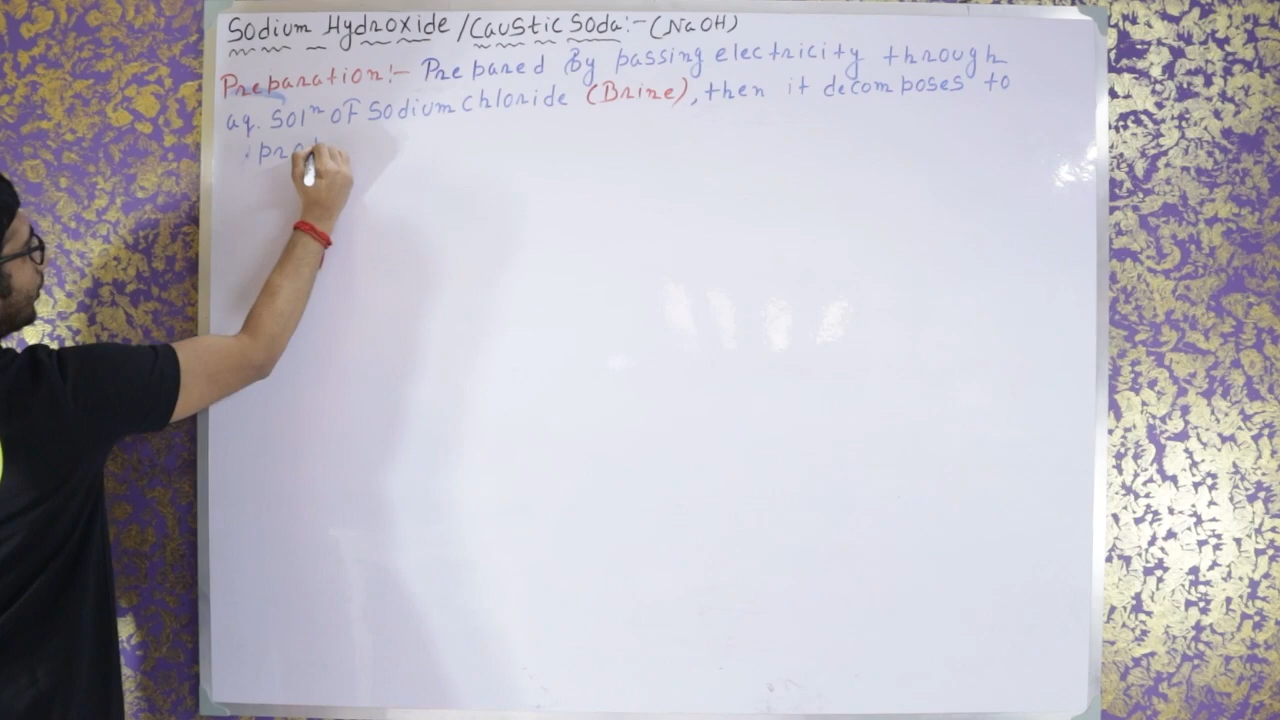 Sodium Hydroxide / Caustic Soda:- (NaOH)
Preparation:- Prepared By passing electricity through
aq. Solⁿ of Sodium Chloride (Brine), then it decomposes to